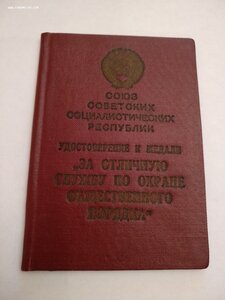 СОЮЗ
СОВЕТСКИХ
СОЦИАЛИСТИЧЕСКИХ
РЕСПУБЛИК
УДОСТОВЕРЕНИЕ К МЕДАЛИ
„ЗА ОТЛИЧНУЮ
СЛУЖБУ ПО ОХРАНЕ
ОБЩЕСТВЕННОГО
ПОРЯДКА"